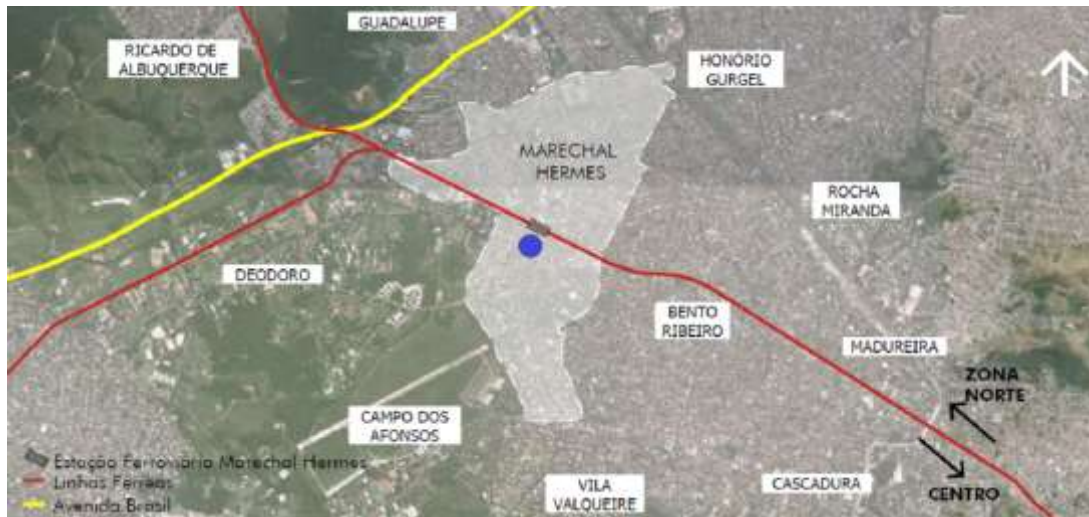 GUADALUPE
RICARDO DE
ALBUQUERQUE
HONÓRIO
GURGEL
MARECHAL
HERMES
ROCHA
MIRANDA
DEODORO
BENTO
RIBEIRO
MADUREIRA
ZONA
NORTE
CAMPO DOS
AFONSOS
Estação Ferroviária Marechal Hermes
Linhas Férreas
Avenida Brasil
VILA
VALQUEIRE
CASCADURA
CENTRO